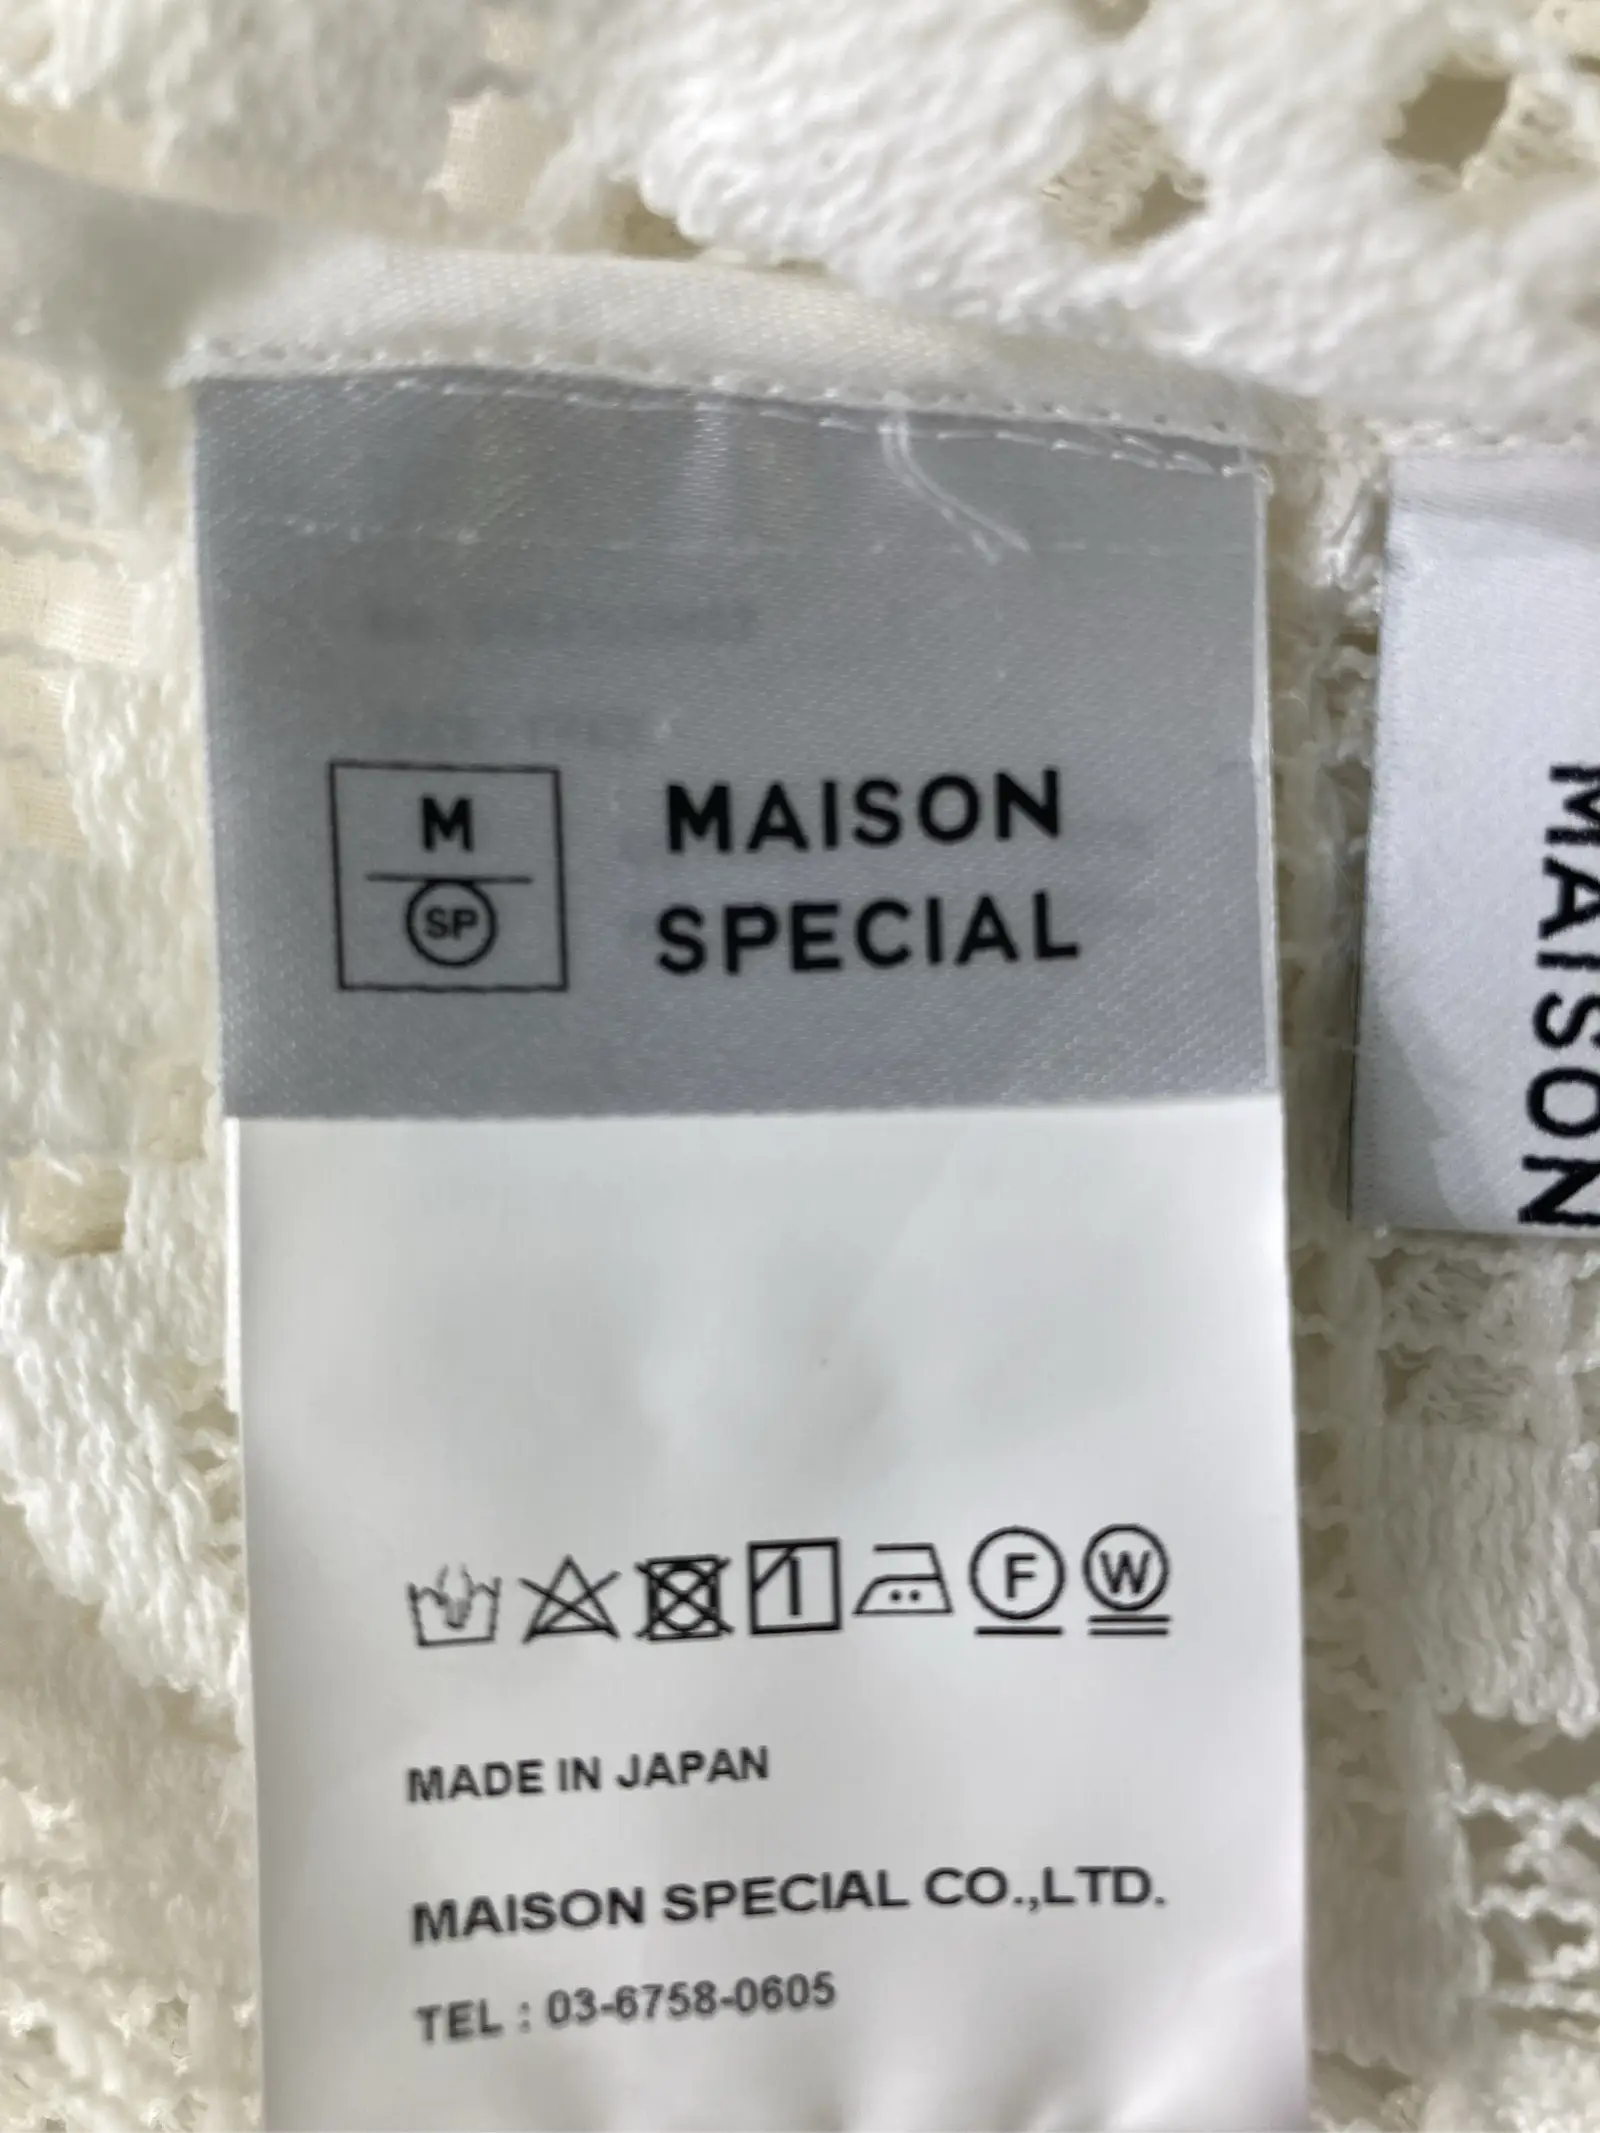 M
SP
MAISON
SPECIAL
MAISON
F
W
MADE IN JAPAN
MAISON SPECIAL CO.,LTD.
TEL : 03-6758-0605